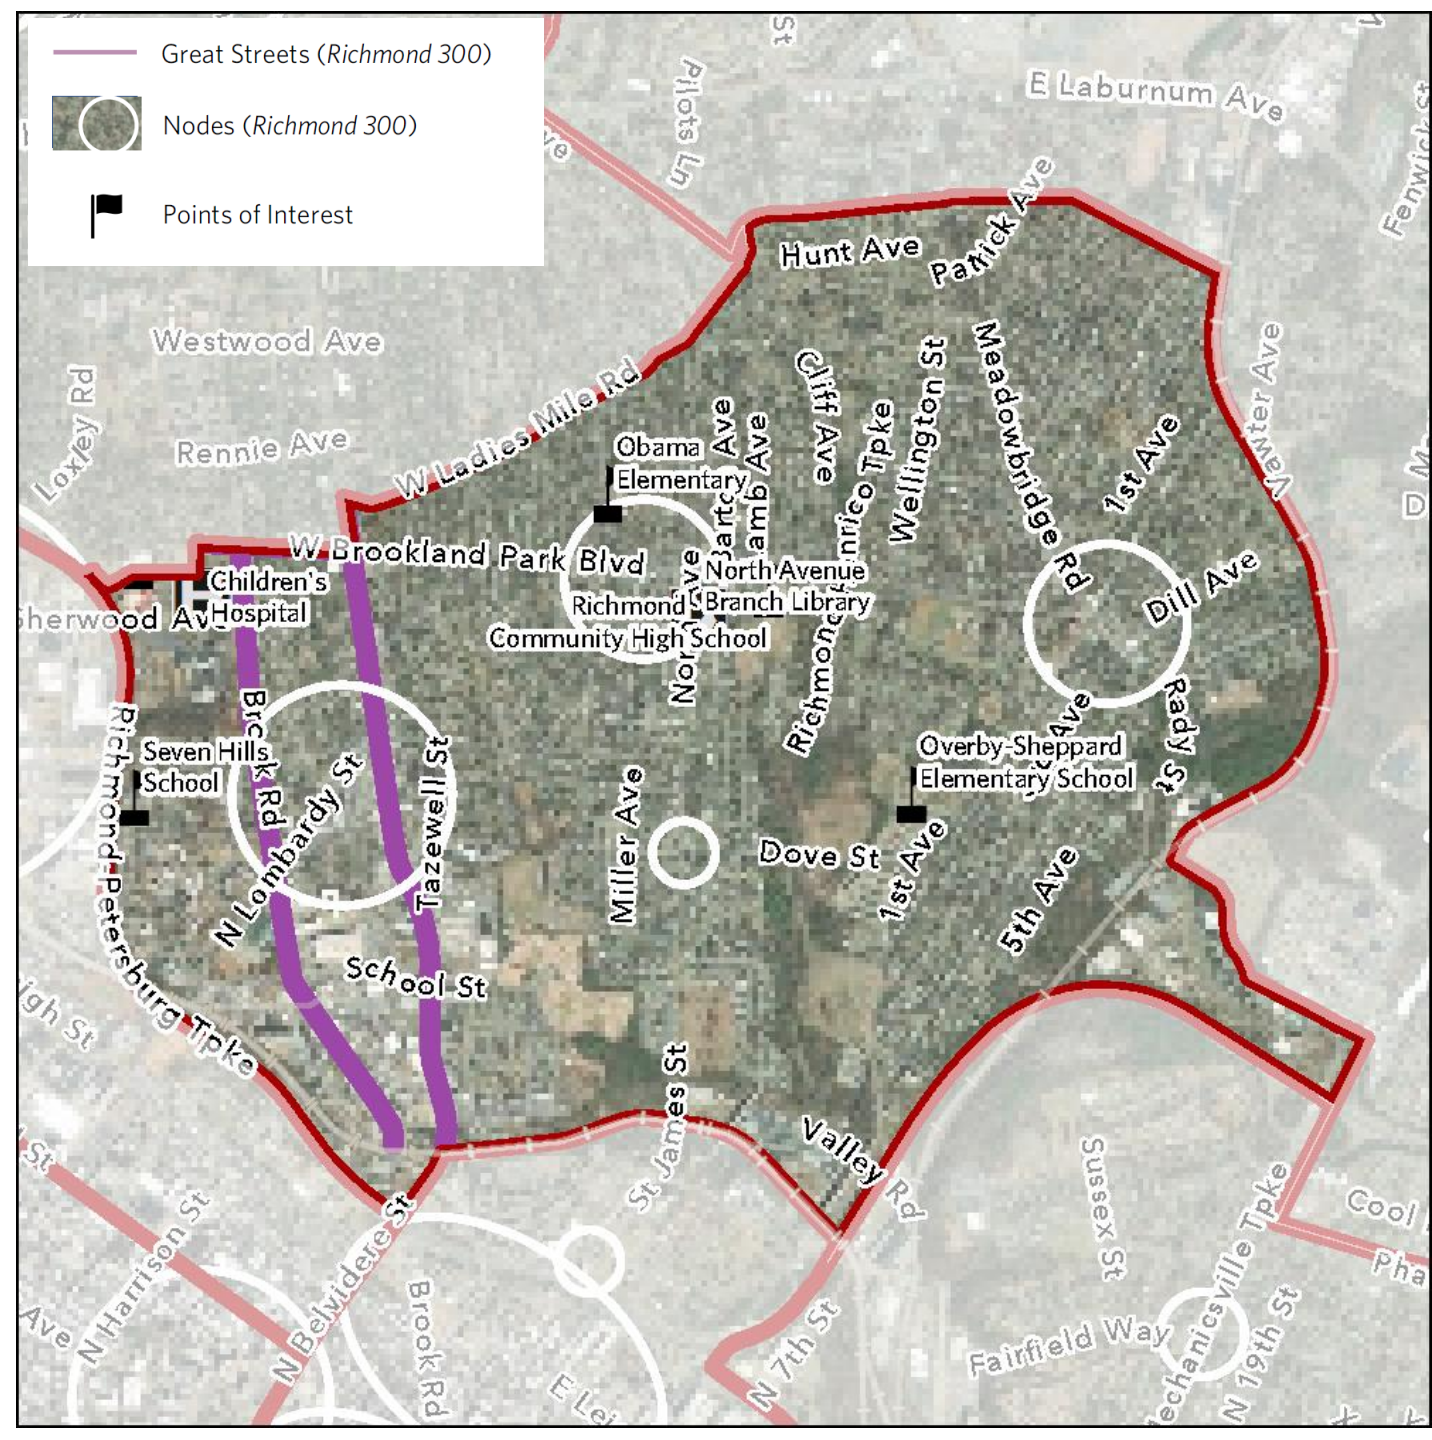 Great Streets (Richmond 300)
Nodes (Richmond 300)
Points of Interest
St
Pilots Ln
E Laburnum Ave
Fenwick St
Hunt Ave
Patrick Ave
Westwood Ave
Loxley Rd
Rennie Ave
W Ladies Mile Rd
Vawter Ave
Cliff Ave
Wellington St
Meadowbridge Rd
1st Ave
Obama
Elementary
Ave
Ave
W Brookland Park Blvd
North Avenue
Branch Library
Richmond
Community High School
Dill Ave
Children's
Hospital
Rady St
Seven Hills
School
Brook Rd
N Lombardy St
Tazewell St
Miller Ave
Dove St
Overby-Sheppard
Elementary School
Ave
1st Ave
5th Ave
School St
Richmond-Petersburg Tpke
St James St
Valley Rd
St
N Harrison St
N Belvidere St
Brook Rd
Ave
N 7th St
Sussex St
Fairfield Way
N 19th St
Cool